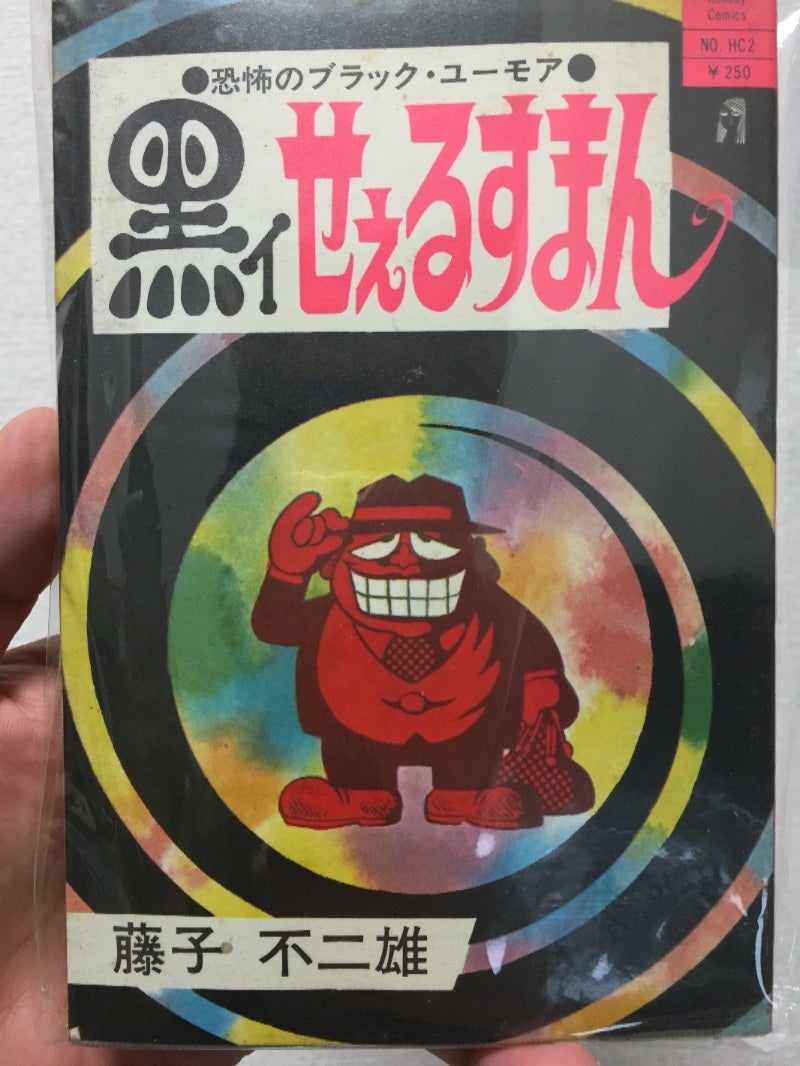 Comics
NO. HC2
¥250
●恐怖のブラック・ユーモア●
黒ィせぇるすまん
藤子 不二雄